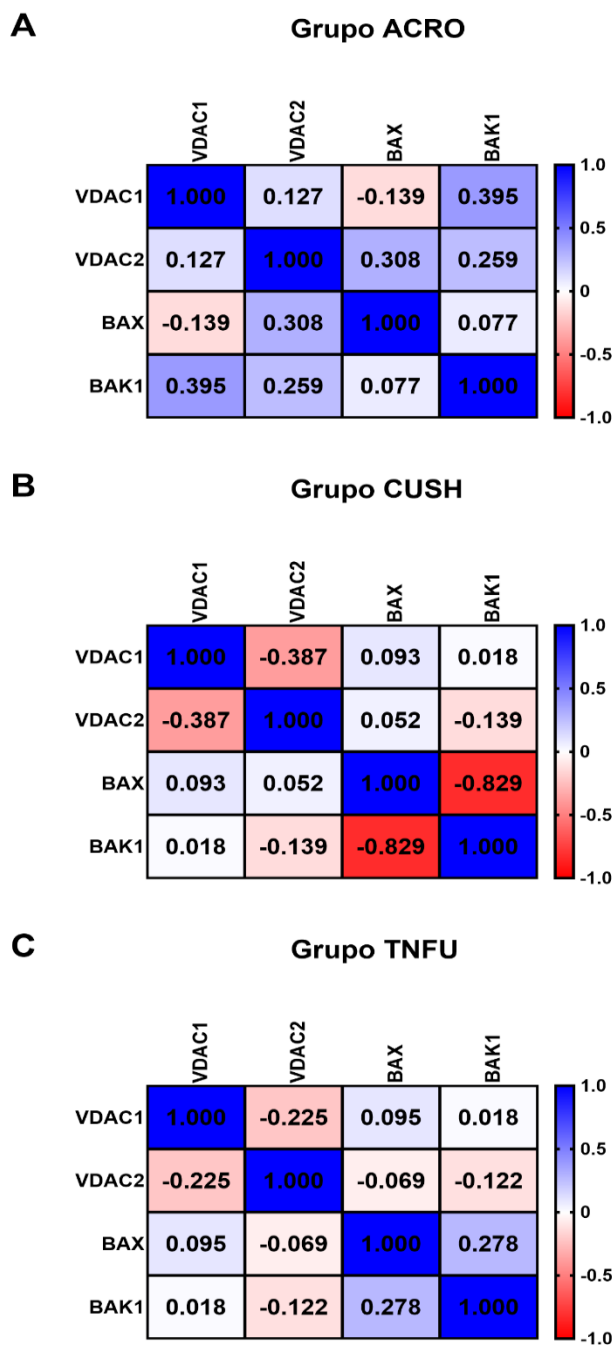 A
Grupo ACRO
VDAC1 VDAC2 BAX BAK1
VDAC1 1.000 0.127 -0.139 0.395
VDAC2 0.127 1.000 0.308 0.259
BAX -0.139 0.308 1.000 0.077
BAK1 0.395 0.259 0.077 1.000
1.0
0.5
0
-0.5
-1.0
B
Grupo CUSH
VDAC1 VDAC2 BAX BAK1
VDAC1 1.000 -0.387 0.093 0.018
VDAC2 -0.387 1.000 0.052 -0.139
BAX 0.093 0.052 1.000 -0.829
BAK1 0.018 -0.139 -0.829 1.000
1.0
0.5
0
-0.5
-1.0
C
Grupo TNFU
VDAC1 VDAC2 BAX BAK1
VDAC1 1.000 -0.225 0.095 0.018
VDAC2 -0.225 1.000 -0.069 -0.122
BAX 0.095 -0.069 1.000 0.278
BAK1 0.018 -0.122 0.278 1.000
1.0
0.5
0
-0.5
-1.0